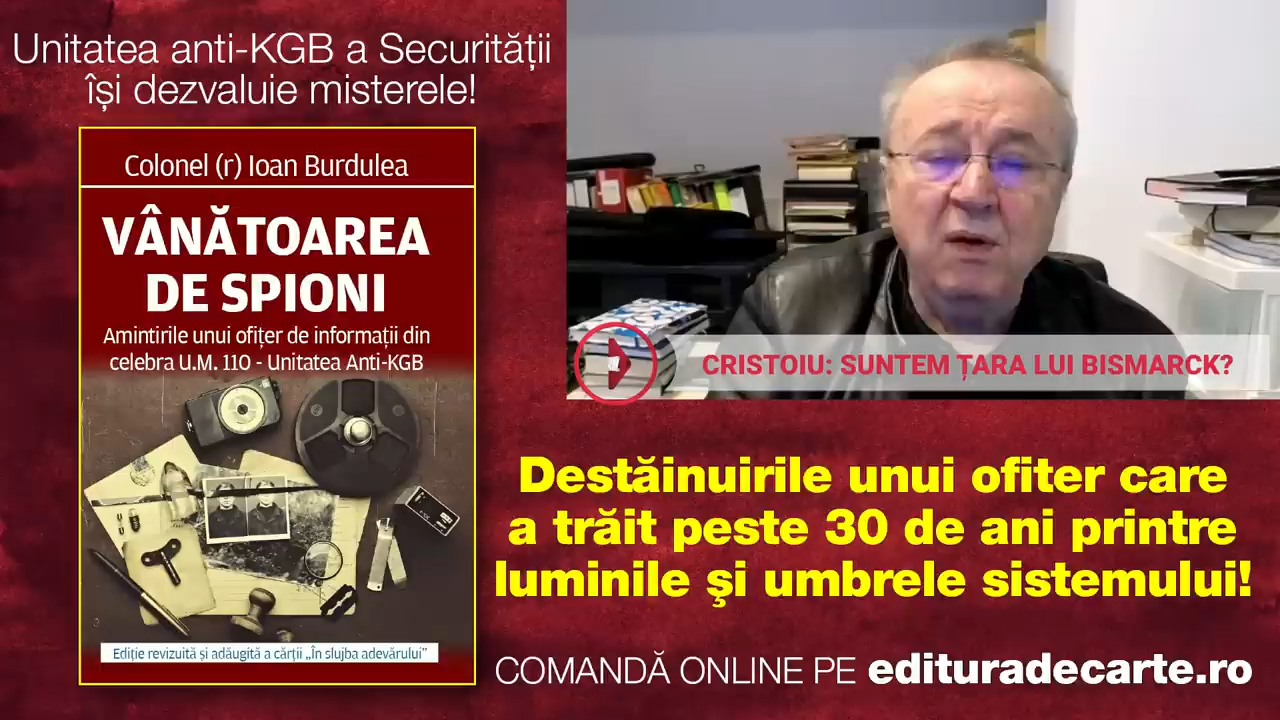 Unitatea anti-KGB a Securității
își dezvaluie misterele!
Colonel (r) Ioan Burdulea
VÂNĂTOAREA
DE SPIONI
Amintirile unui ofițer de informații din
celebra U.M. 110 - Unitatea Anti-KGB
Ediție revizuită și adăugită a cărții „În slujba adevărului”
CRISTOIU: SUNTEM ȚARA LUI BISMARCK?
Destăinuirile unui ofiter care
a trăit peste 30 de ani printre
luminile şi umbrele sistemului!
COMANDĂ ONLINE PE edituradecarte.ro